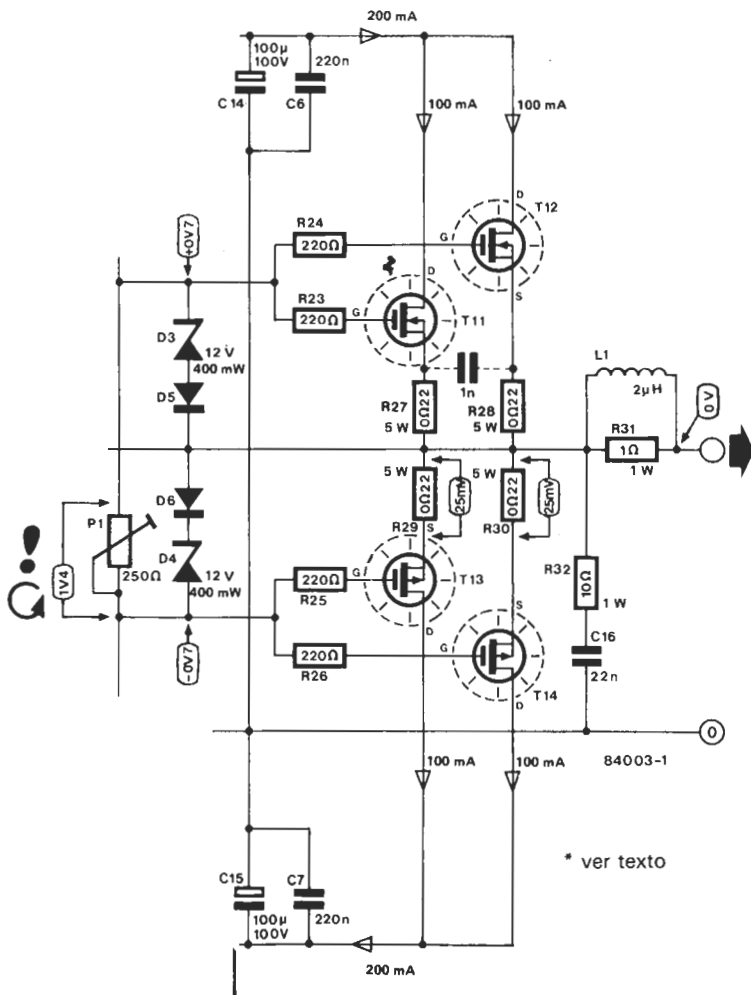 200 mA
100µ
100V
220n
C14
C6
100 mA
100 mA
D
T12
R24
220Ω
G
+0V7
S
R23
D
220Ω
G
T11
D3
12 V
400 mW
L1
1n
2µH
0V
D5
R27
0Ω22
R28
0Ω22
5 W
5 W
R31
1Ω
1 W
5 W
0Ω22
25mV
5 W
0Ω22
25mV
D6
P1
R29
S
R30
R32
10Ω
1V4
250Ω
D4
12 V
400 mW
220Ω
G
T13
1 W
R25
D
S
C16
220Ω
G
22n
-0V7
R26
T14
D
0
84003-1
100 mA
100 mA
* ver texto
C15
C7
100µ
100V
220n
200 mA